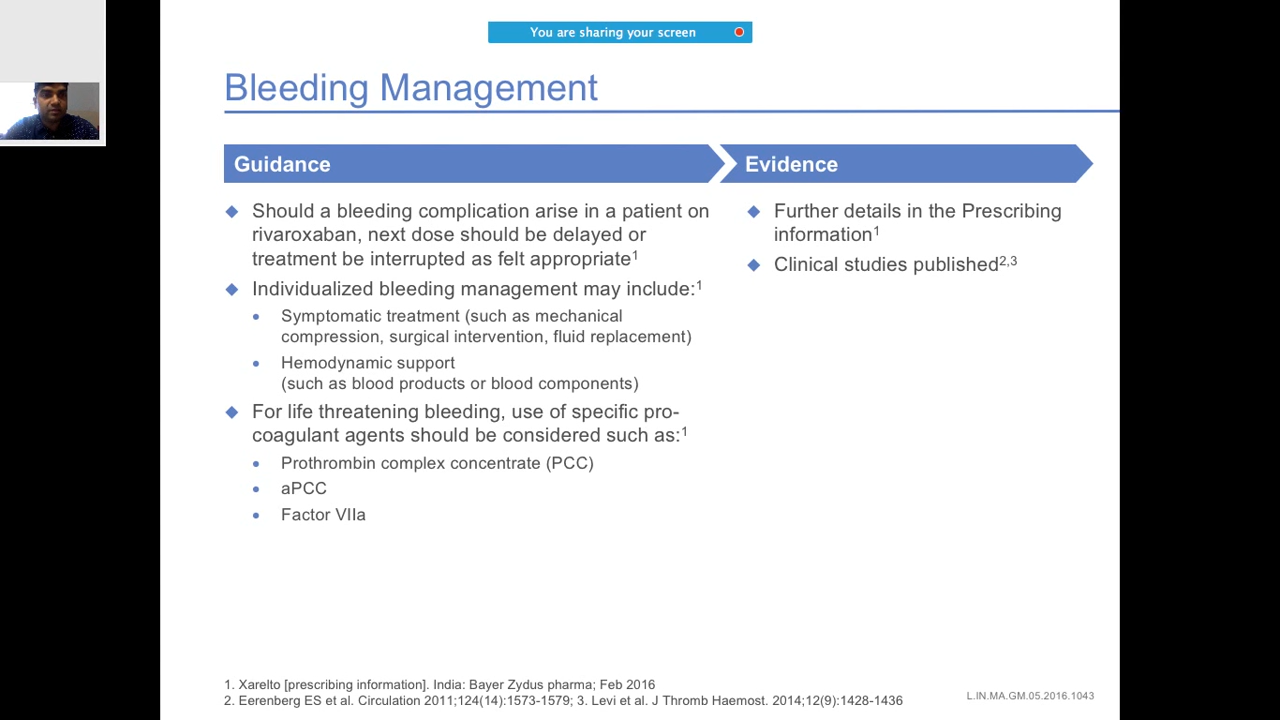 You are sharing your screen
Bleeding Management
Guidance
Should a bleeding complication arise in a patient on
rivaroxaban, next dose should be delayed or
treatment be interrupted as felt appropriate1
Individualized bleeding management may include:1
Symptomatic treatment (such as mechanical
compression, surgical intervention, fluid replacement)
Hemodynamic support
(such as blood products or blood components)
For life threatening bleeding, use of specific pro-
coagulant agents should be considered such as:1
Prothrombin complex concentrate (PCC)
aPCC
Factor VIIa
Evidence
Further details in the Prescribing
information1
Clinical studies published2,3
1. Xarelto [prescribing information]. India: Bayer Zydus pharma; Feb 2016
2. Eerenberg ES et al. Circulation 2011;124(14):1573-1579; 3. Levi et al. J Thromb Haemost. 2014;12(9):1428-1436
L.IN.MA.GM.05.2016.1043